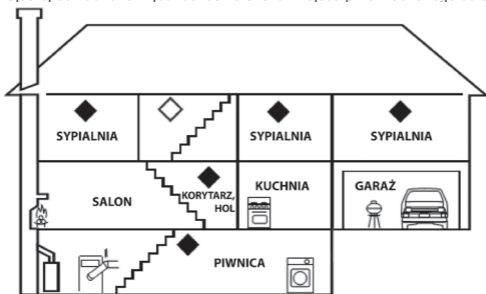 SYPIALNIA
SYPIALNIA
SYPIALNIA
SALON
KORYTARZ,
HOL
KUCHNIA
GARAŻ
PIWNICA